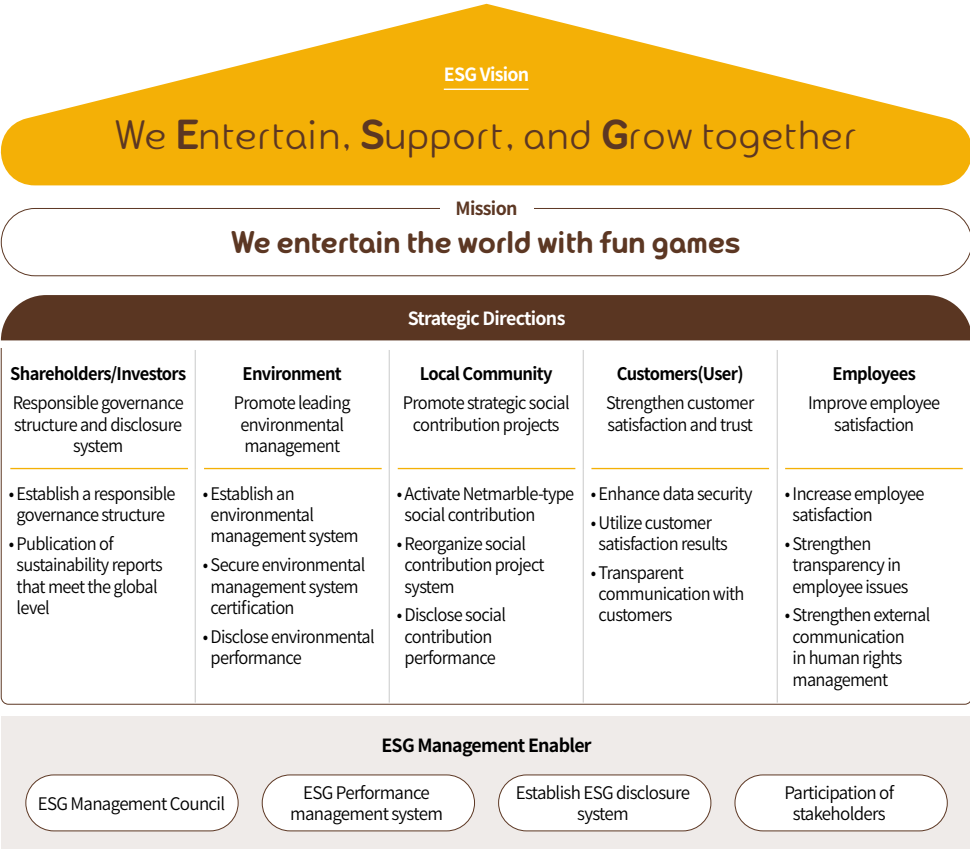 ESG Vision
We Entertain, Support, and Grow together
Mission
We entertain the world with fun games
Strategic Directions
Shareholders/Investors
Responsible governance
structure and disclosure
system
• Establish a responsible
governance structure
• Publication of
sustainability reports
that meet the global
level
Environment
Promote leading
environmental
management
• Establish an
environmental
management system
• Secure environmental
management system
certification
• Disclose environmental
performance
Local Community
Promote strategic social
contribution projects
• Activate Netmarble-type
social contribution
• Reorganize social
contribution project
system
• Disclose social
contribution
performance
Customers(User)
Strengthen customer
satisfaction and trust
• Enhance data security
• Utilize customer
satisfaction results
• Transparent
communication with
customers
Employees
Improve employee
satisfaction
• Increase employee
satisfaction
• Strengthen
transparency in
employee issues
• Strengthen external
communication
in human rights
management
ESG Management Enabler
ESG Management Council
ESG Performance
management system
Establish ESG disclosure
system
Participation of
stakeholders